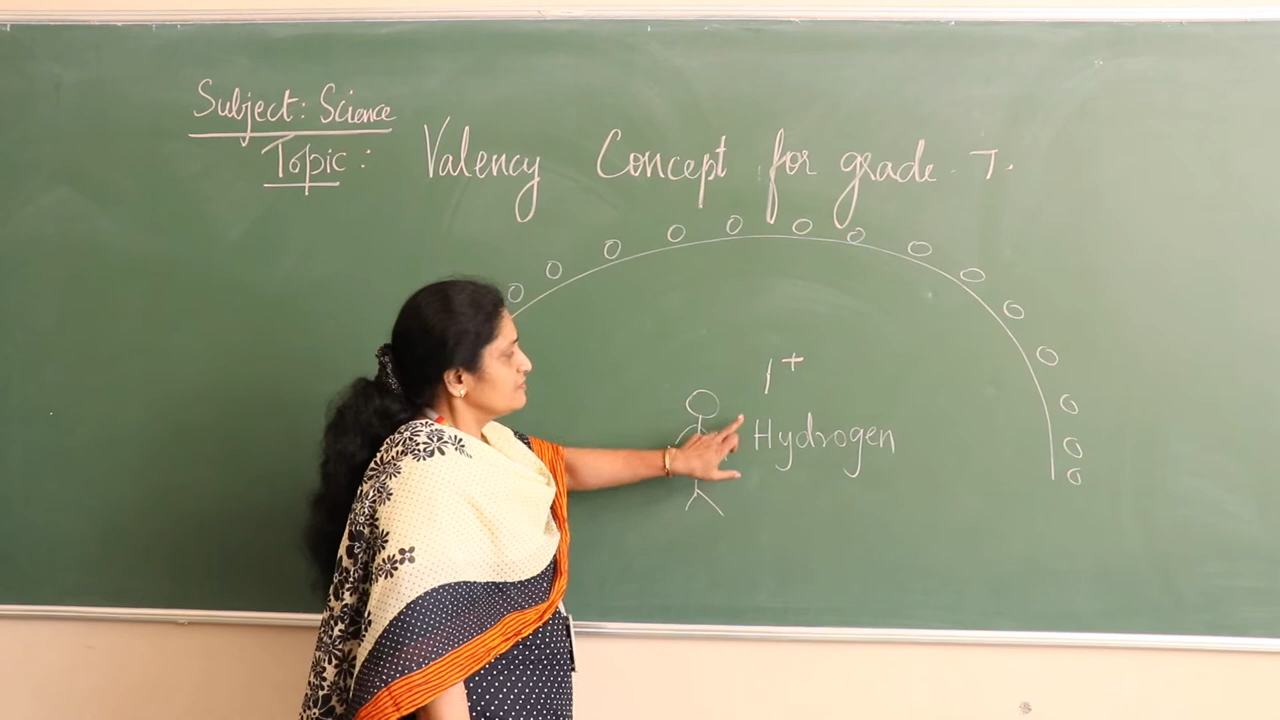 Subject: Science
Topic: Valency Concept for grade - 7.
1+
Hydrogen